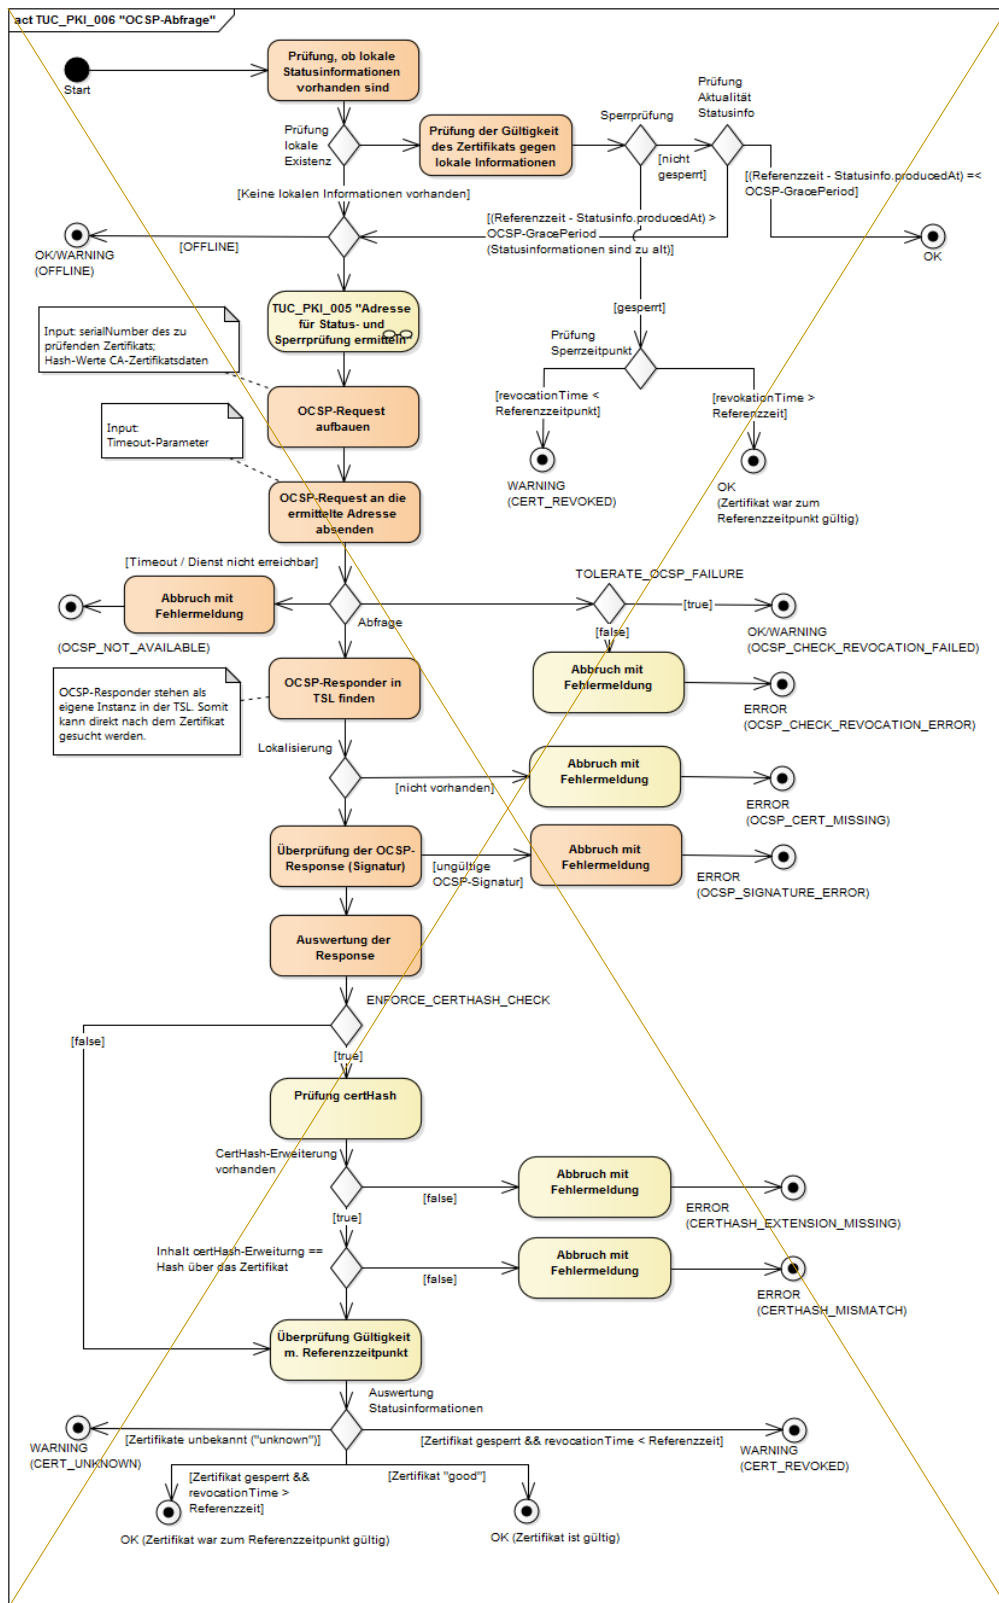 act TUC_PKI_006 "OCSP-Abfrage"
Start
Prüfung, ob lokale
Statusinformationen
vorhanden sind
Prüfung
lokale
Existenz
Prüfung der Gültigkeit
des Zertifikats gegen
lokale Informationen
Sperrprüfung
Prüfung
Aktualität
Statusinfo
[nicht
gesperrt]
[(Referenzzeit - Statusinfo.producedAt) =<
OCSP-GracePeriod]
OK
[Keine lokalen Informationen vorhanden]
[(Referenzzeit - Statusinfo.producedAt) >
OCSP-GracePeriod
(Statusinformationen sind zu alt)]
[OFFLINE]
OK/WARNING
(OFFLINE)
[gesperrt]
TUC_PKI_005 "Adresse
für Status- und
Sperrprüfung ermitteln"
Input: serialNumber des zu
prüfenden Zertifikats;
Hash-Werte CA-Zertifikatsdaten
Prüfung
Sperrzeitpunkt
[revocationTime <
Referenzzeitpunkt]
[revokationTime >
Referenzzeit]
OCSP-Request
aufbauen
Input:
Timeout-Parameter
WARNING
(CERT_REVOKED)
OK
(Zertifikat war zum
Referenzzeitpunkt gültig)
OCSP-Request an die
ermittelte Adresse
absenden
[Timeout / Dienst nicht erreichbar]
Abbruch mit
Fehlermeldung
(OCSP_NOT_AVAILABLE)
Abfrage
TOLERATE_OCSP_FAILURE
[true]
OK/WARNING
(OCSP_CHECK_REVOCATION_FAILED)
[false]
Abbruch mit
Fehlermeldung
ERROR
(OCSP_CHECK_REVOCATION_ERROR)
OCSP-Responder in
TSL finden
OCSP-Responder stehen als
eigene Instanz in der TSL. Somit
kann direkt nach dem Zertifikat
gesucht werden.
Lokalisierung
[nicht vorhanden]
Abbruch mit
Fehlermeldung
ERROR
(OCSP_CERT_MISSING)
Überprüfung der OCSP-
Response (Signatur)
[ungültige
OCSP-Signatur]
Abbruch mit
Fehlermeldung
ERROR
(OCSP_SIGNATURE_ERROR)
Auswertung der
Response
ENFORCE_CERTHASH_CHECK
[false]
[true]
Prüfung certHash
CertHash-Erweiterung
vorhanden
[false]
Abbruch mit
Fehlermeldung
ERROR
(CERTHASH_EXTENSION_MISSING)
[true]
Inhalt certHash-Erweiturng ==
Hash über das Zertifikat
[false]
Abbruch mit
Fehlermeldung
ERROR
(CERTHASH_MISMATCH)
Überprüfung Gültigkeit
m. Referenzzeitpunkt
Auswertung
Statusinformationen
[Zertifikate unbekannt ("unknown")]
WARNING
(CERT_UNKNOWN)
[Zertifikat gesperrt && revocationTime < Referenzzeit]
WARNING
(CERT_REVOKED)
[Zertifikat gesperrt &&
revocationTime >
Referenzzeit]
[Zertifikat "good"]
OK (Zertifikat war zum Referenzzeitpunkt gültig)
OK (Zertifikat ist gültig)